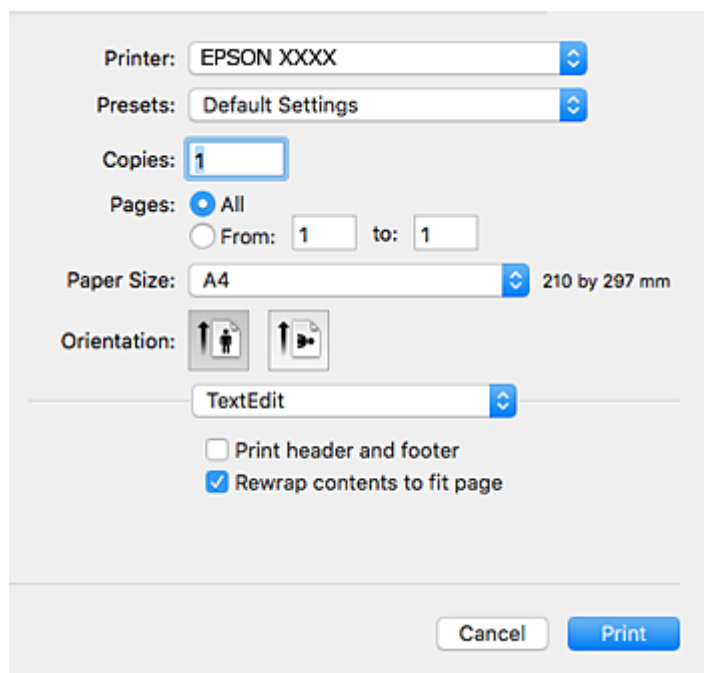 Printer: EPSON XXXX
Presets: Default Settings
Copies: 1
Pages: All
From: 1 to: 1
Paper Size: A4 210 by 297 mm
Orientation:
TextEdit
Print header and footer
Rewrap contents to fit page
Cancel Print